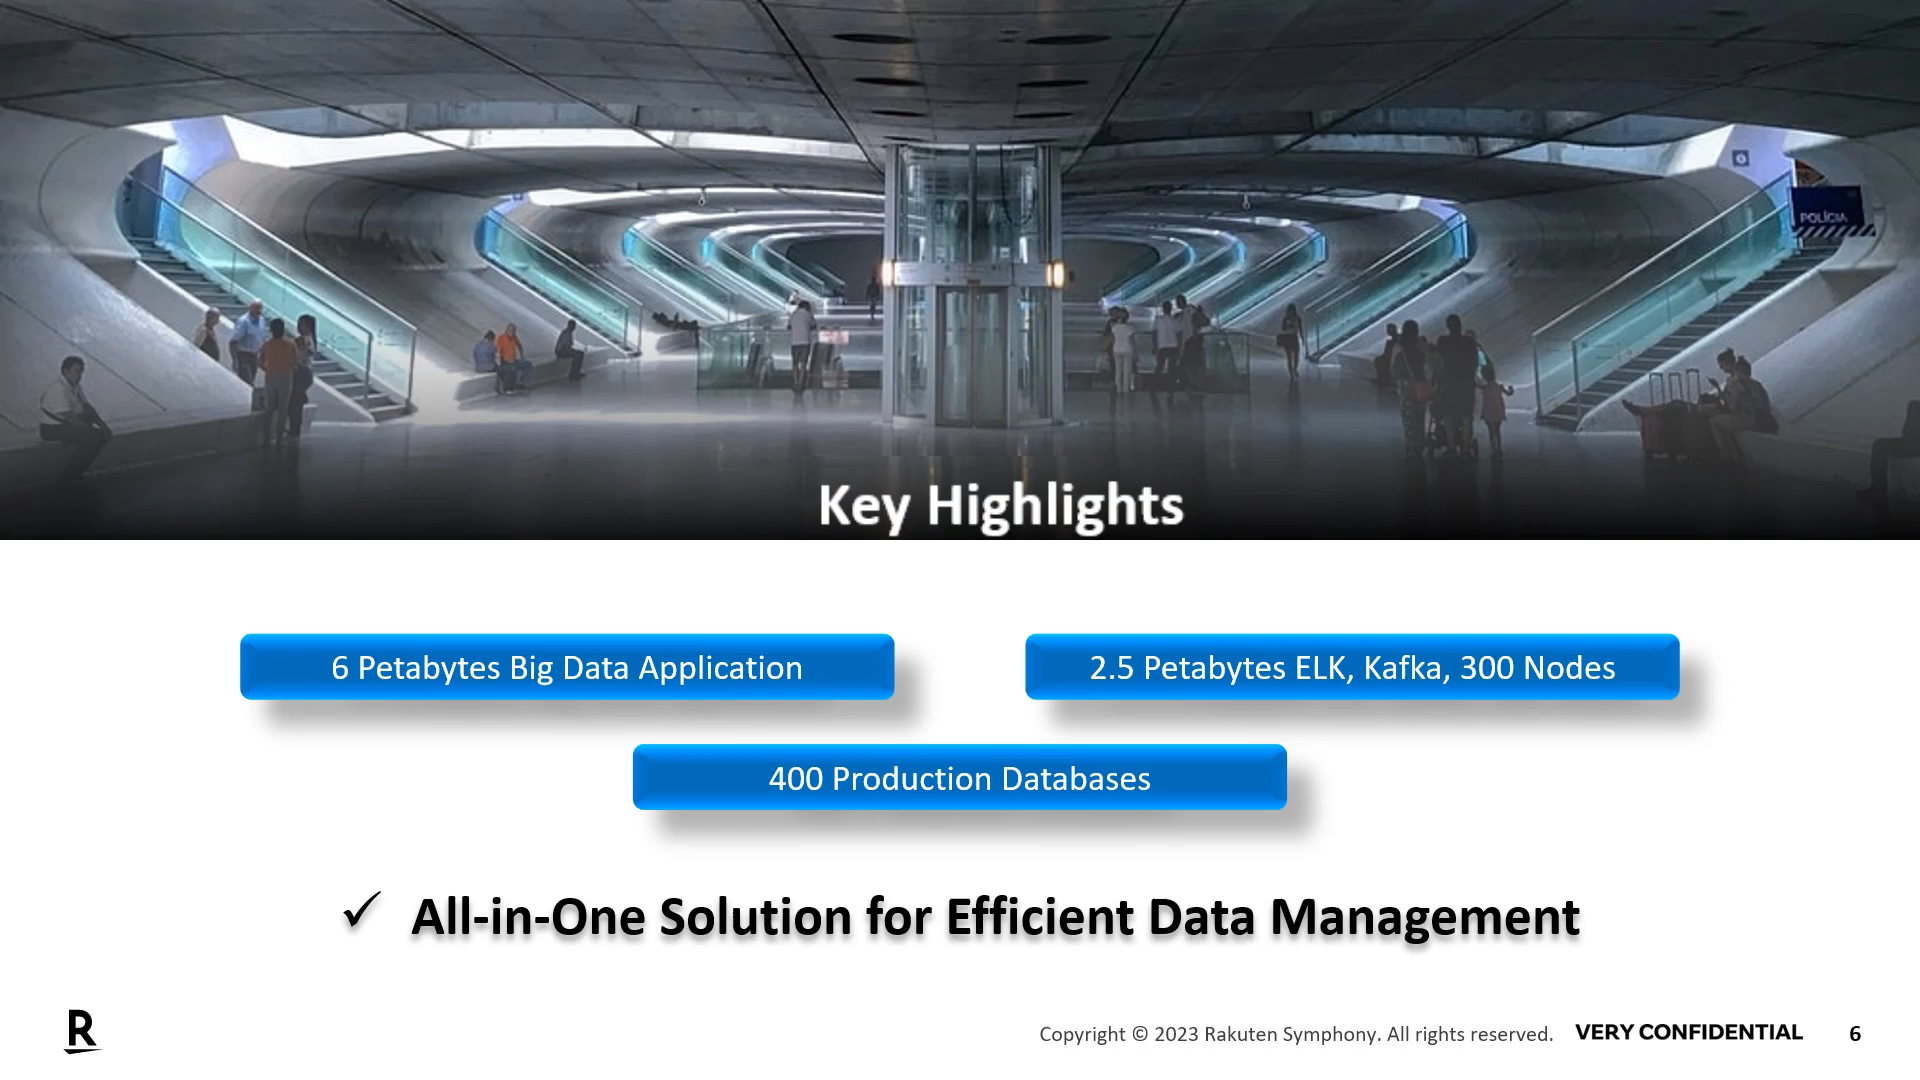 POLÍCIA
Key Highlights
6 Petabytes Big Data Application
2.5 Petabytes ELK, Kafka, 300 Nodes
400 Production Databases
✓ All-in-One Solution for Efficient Data Management
R
Copyright © 2023 Rakuten Symphony. All rights reserved. VERY CONFIDENTIAL 6